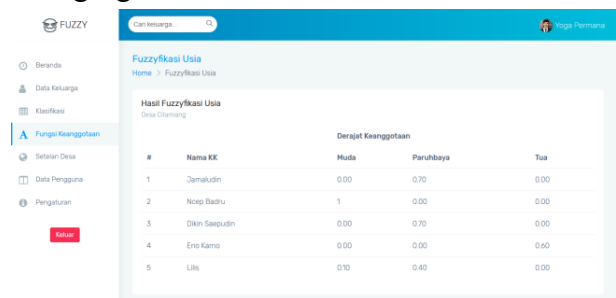 FUZZY
Cari keluarga...
Yoga Permana
Beranda
Data Keluarga
Klasifikasi
Fungsi Keanggotaan
Setelan Desa
Data Pengguna
Pengaturan
Keluar
Fuzzyfikasi Usia
Home > Fuzzyfikasi Usia
Hasil Fuzzyfikasi Usia
Desa Citamiang
Derajat Keanggotaan
# Nama KK Muda Paruhbaya Tua
1 Jamaludin 0.00 0.70 0.00
2 Ncep Badru 1 0.00 0.00
3 Dikin Saepudin 0.00 0.70 0.00
4 Eno Karno 0.00 0.00 0.60
5 Lilis 0.10 0.40 0.00